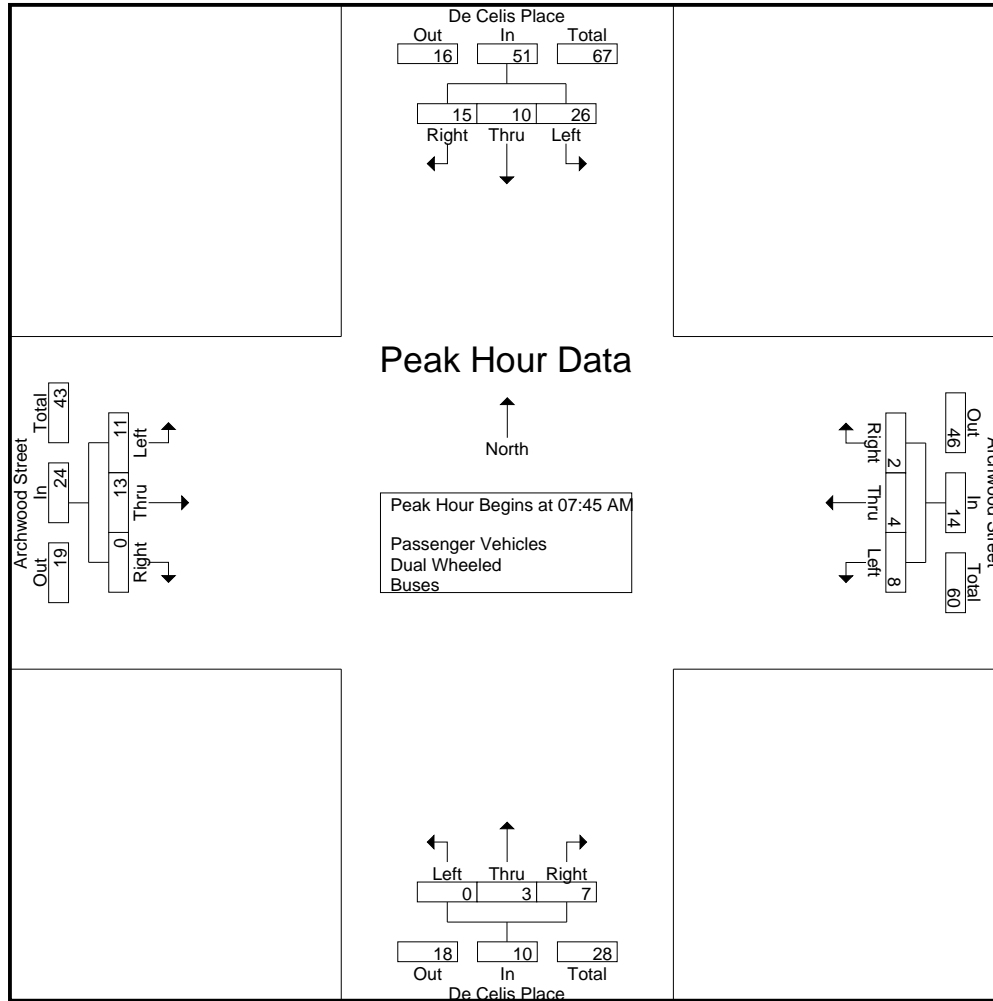 De Celis Place
Out In Total
16 51 67
15 10 26
Right Thru Left
Peak Hour Data
North
Peak Hour Begins at 07:45 AM
Passenger Vehicles
Dual Wheeled
Buses
Archwood Street
Total In Out
43 24 19
11 13 0
Left Thru Right
Archwood Street
Out In Total
46 14 60
2 4 8
Right Thru Left
Left Thru Right
0 3 7
18 10 28
Out In Total
De Celis Place